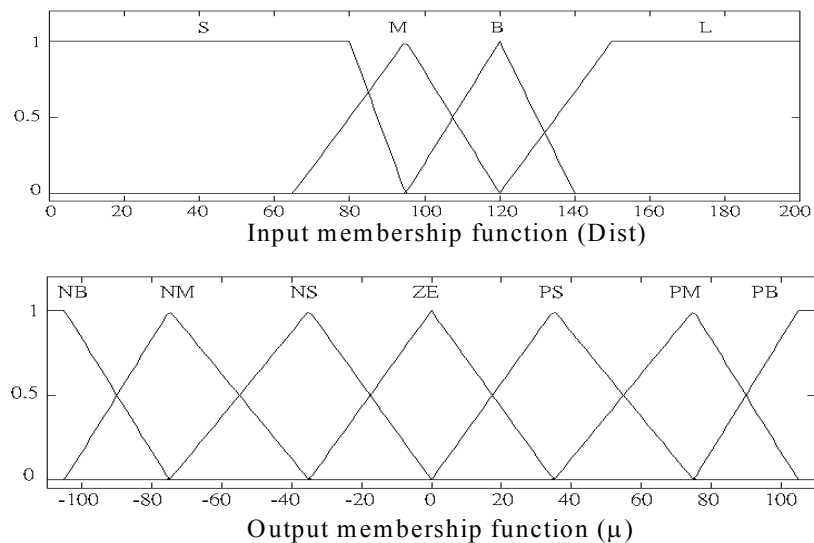 S M B L
1
0.5
0
0 20 40 60 80 100 120 140 160 180 200
Input membership function (Dist)
NB NM NS ZE PS PM PB
1
0.5
0
-100 -80 -60 -40 -20 0 20 40 60 80 100
Output membership function (μ)